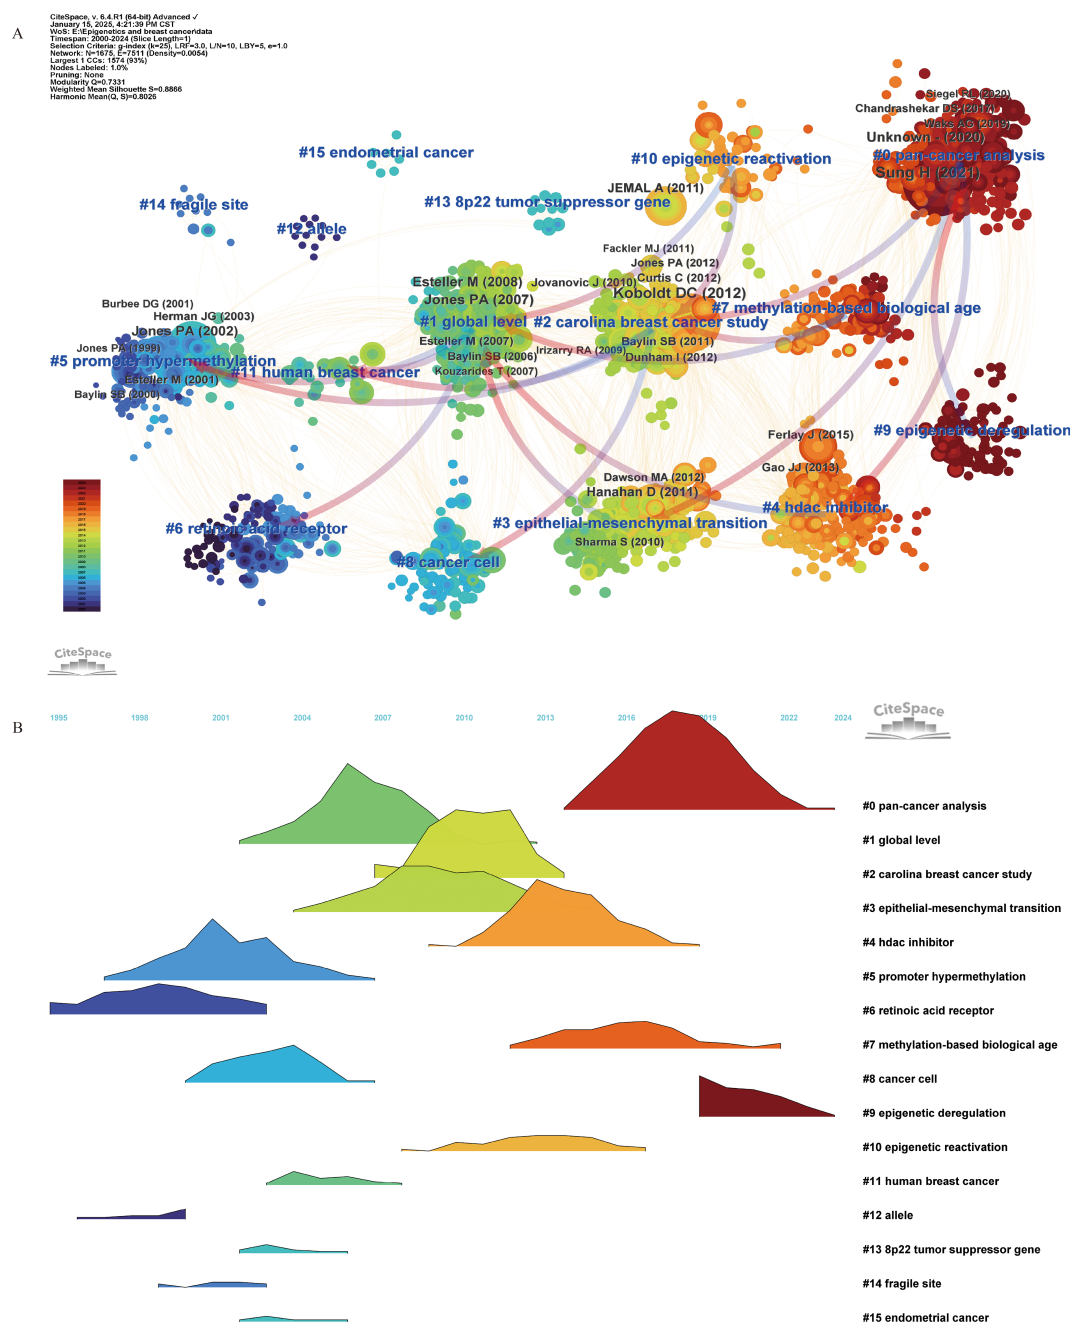 CiteSpace, v. 6.4.R1 (64-bit) Advanced ✓
January 15, 2025, 4:21:39 PM CST
WoS: E:\Epigenetics and breast cancer\data
Timespan: 2000-2024 (Slice Length=1)
Selection Criteria: g-index (k=25), LRF=3.0, L/N=10, LBY=5, e=1.0
Network: N=1675, E=7511 (Density=0.0054)
Largest 1 CCs: 1574 (93%)
Nodes Labeled: 1.0%
Pruning: None
Modularity Q=0.7331
Weighted Mean Silhouette S=0.8866
Harmonic Mean(Q, S)=0.8026
A
Siegel RL (2020)
Chandrashekar DS (2017)
Waks AG (2019)
Unknown - (2020)
#0 pan-cancer analysis
Sung H (2021)
#15 endometrial cancer
#10 epigenetic reactivation
JEMAL A (2011)
#14 fragile site
#13 8p22 tumor suppressor gene
#12 allele
Fackler MJ (2011)
Jones PA (2012)
Esteller M (2008)
Jovanovic J (2010)
Curtis C (2012)
Koboldt DC (2012)
Jones PA (2007)
Burbee DG (2001)
Herman JG (2003)
#7 methylation-based biological age
#1 global level
#2 carolina breast cancer study
Jones PA (2002)
Esteller M (2007)
Baylin SB (2011)
Jones PA (1999)
Irizarry RA (2009)
Baylin SB (2006)
Dunham I (2012)
#5 promoter hypermethylation
#11 human breast cancer
Kouzarides T (2007)
Esteller M (2001)
Baylin SB (2000)
Ferlay J (2015)
#9 epigenetic deregulation
Gao JJ (2013)
Dawson MA (2012)
Hanahan D (2011)
#4 hdac inhibitor
#6 retinoic acid receptor
#3 epithelial-mesenchymal transition
Sharma S (2010)
#8 cancer cell
CiteSpace
B
1995 1998 2001 2004 2007 2010 2013 2016 2019 2022 2024
CiteSpace
#0 pan-cancer analysis
#1 global level
#2 carolina breast cancer study
#3 epithelial-mesenchymal transition
#4 hdac inhibitor
#5 promoter hypermethylation
#6 retinoic acid receptor
#7 methylation-based biological age
#8 cancer cell
#9 epigenetic deregulation
#10 epigenetic reactivation
#11 human breast cancer
#12 allele
#13 8p22 tumor suppressor gene
#14 fragile site
#15 endometrial cancer